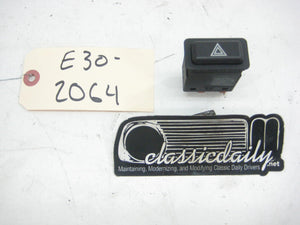 E30-
2064
classicdaily
.net
Maintaining, Modernizing, and Modifying Classic Daily Drivers